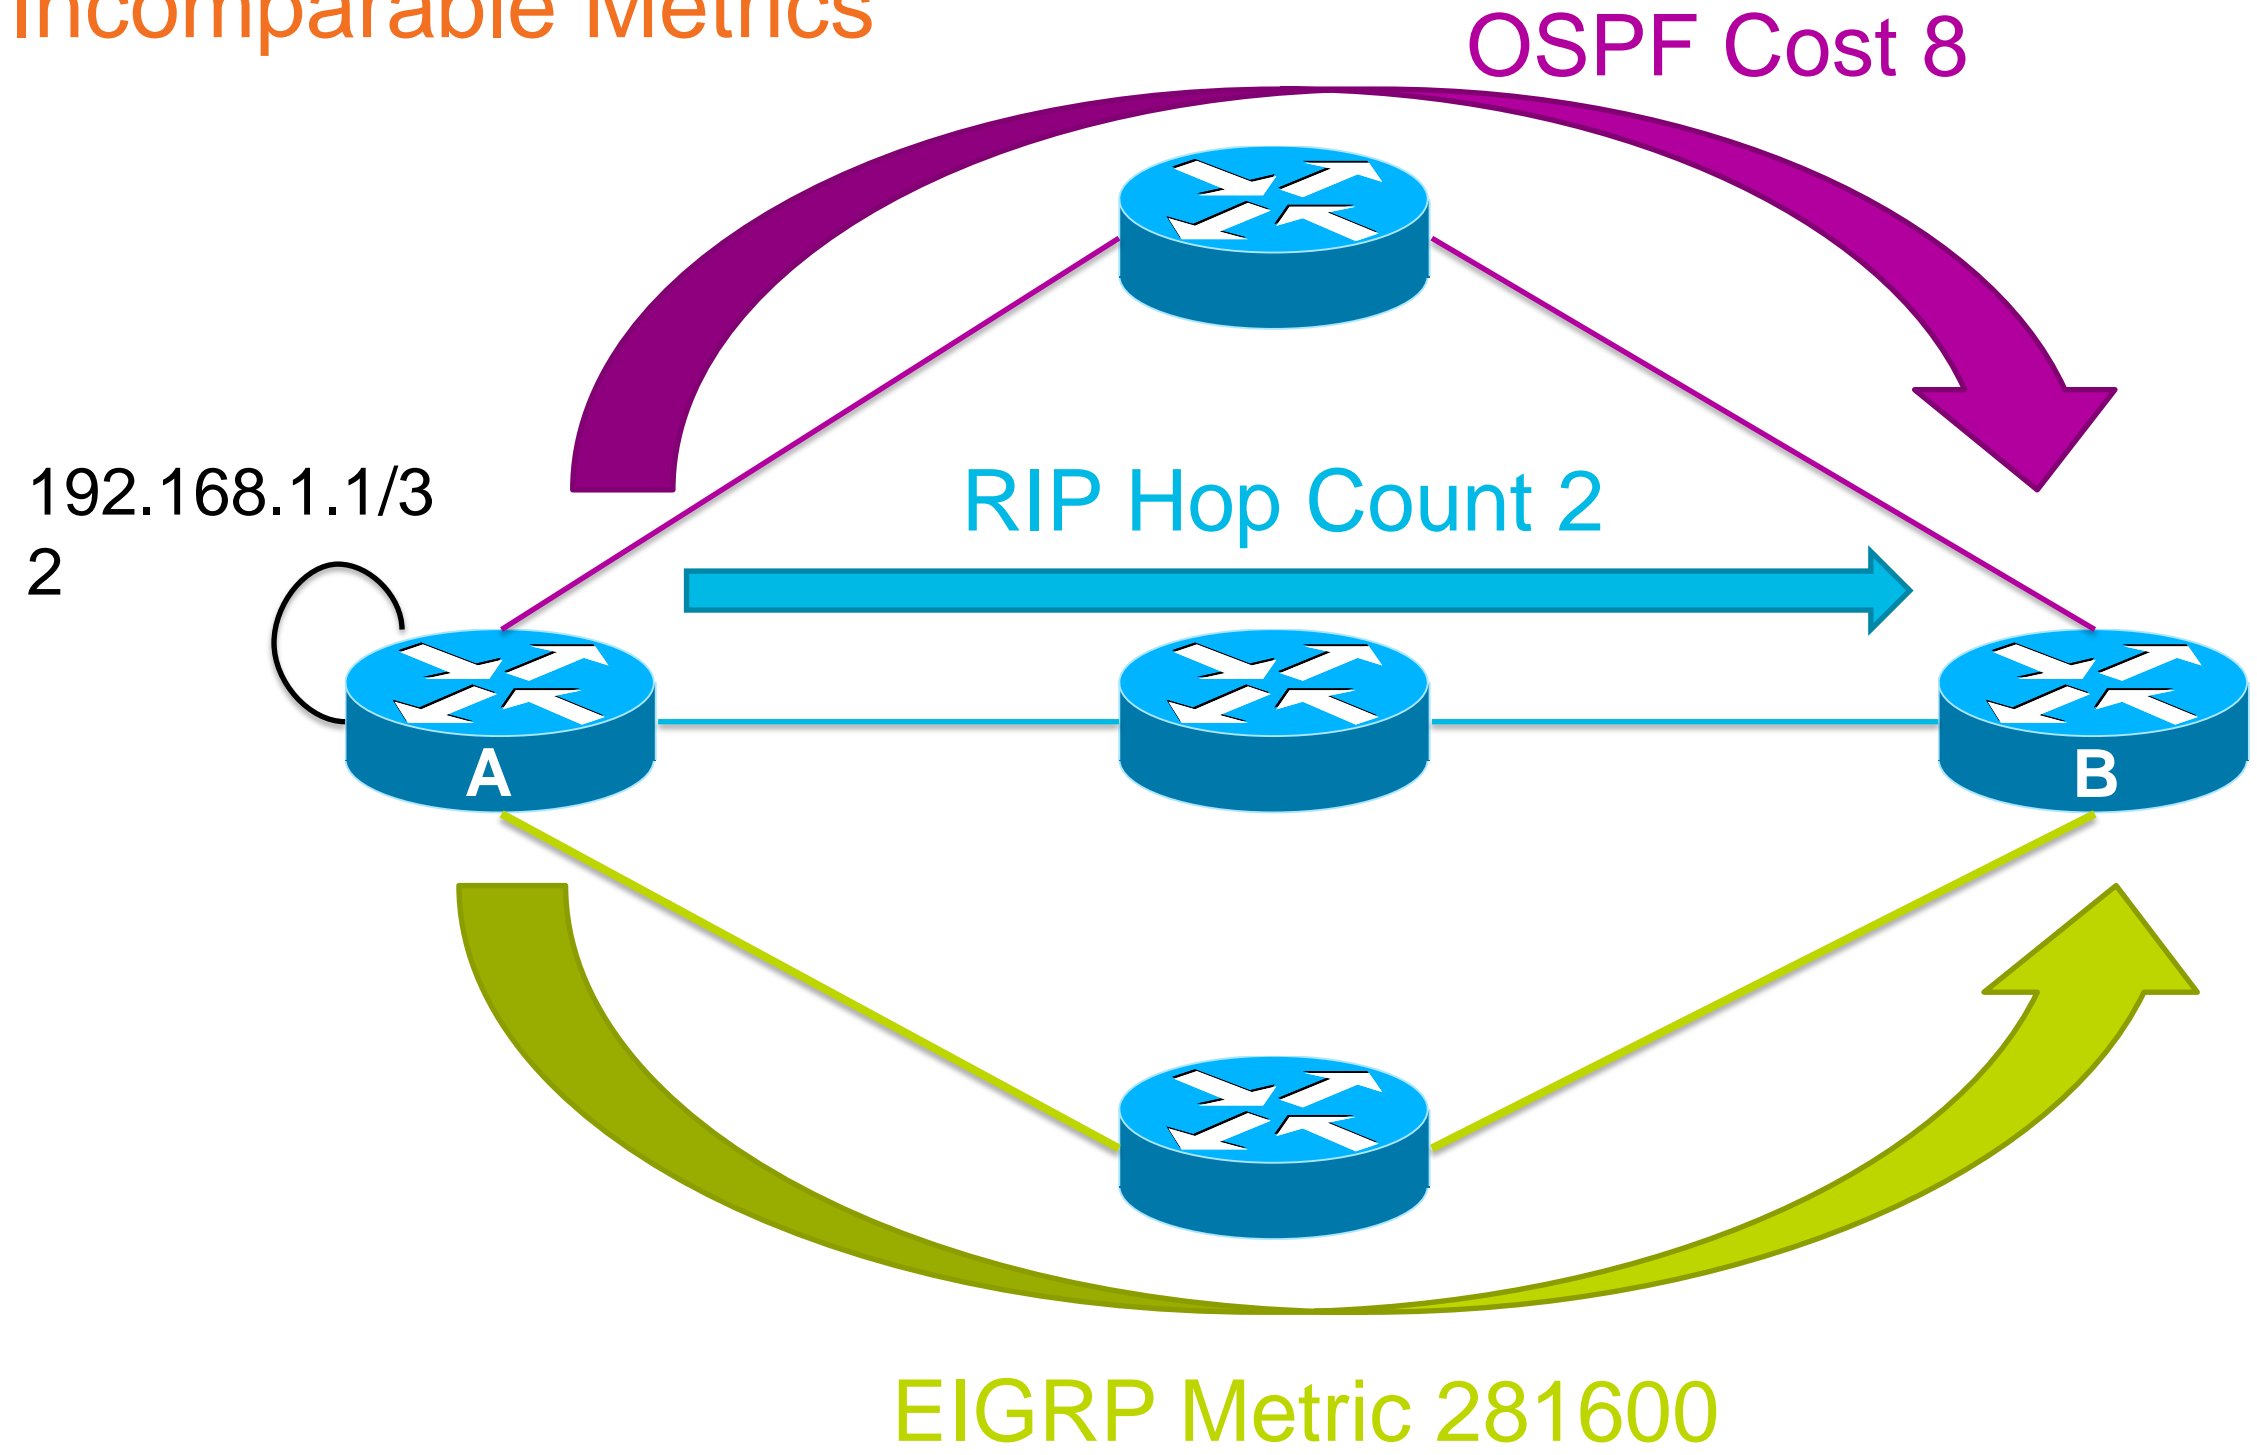 Incomparable Metrics
OSPF Cost 8
192.168.1.1/3
2
RIP Hop Count 2
A
B
EIGRP Metric 281600